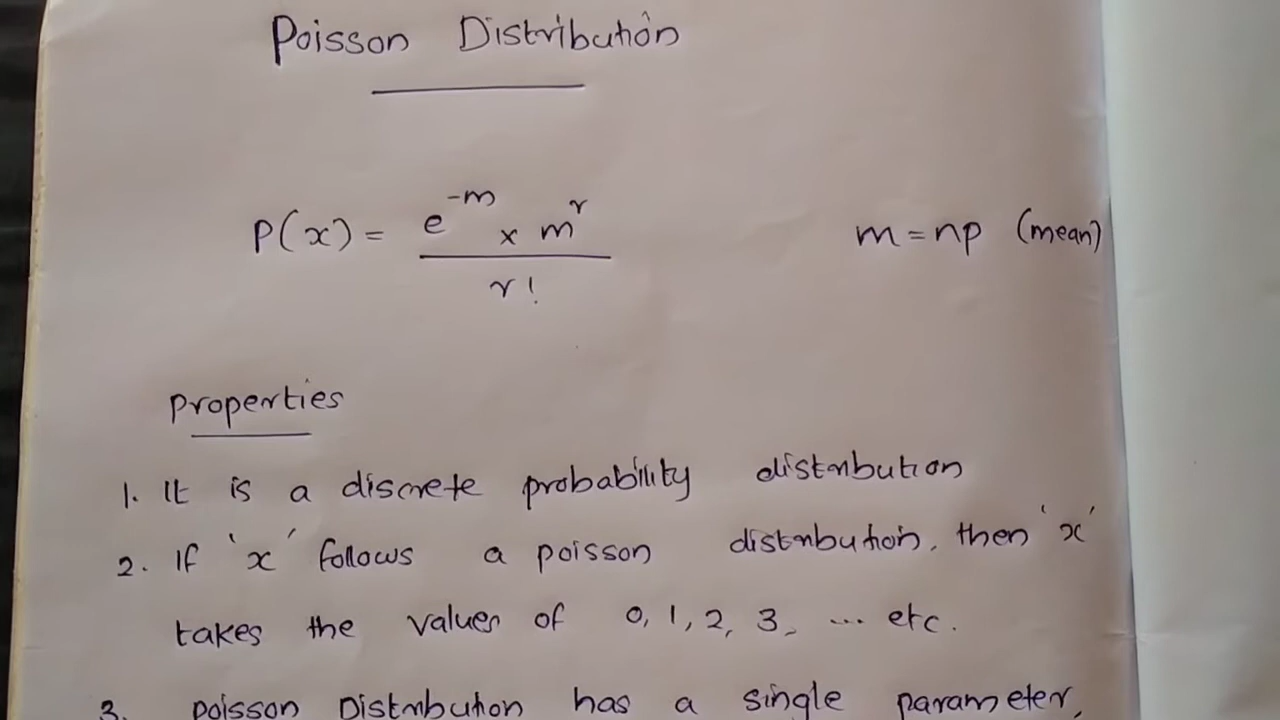 Poisson Distribution
P(x) = e^-m × m^r / r!
m = np (mean)
Properties
1. It is a discrete probability distribution
2. If 'x' follows a poisson distribution, then 'x'
takes the values of 0, 1, 2, 3, ... etc.
3. poisson Distribution has a single parameter,